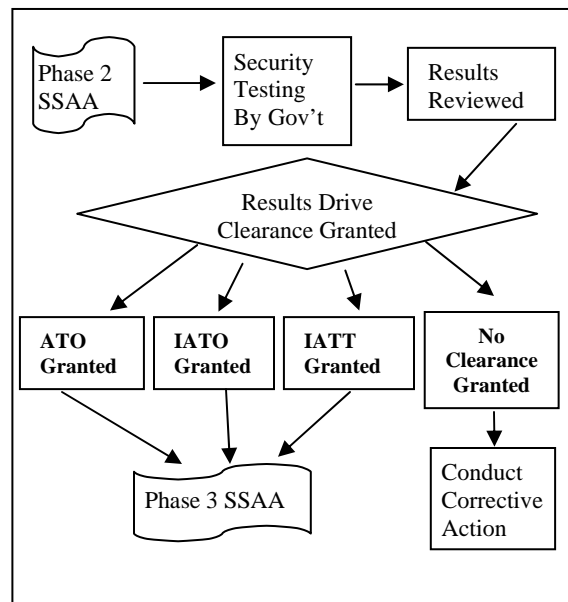 Phase 2
SSAA
Security
Testing
By Gov't
Results
Reviewed
Results Drive
Clearance Granted
ATO
Granted
IATO
Granted
IATT
Granted
No
Clearance
Granted
Phase 3 SSAA
Conduct
Corrective
Action